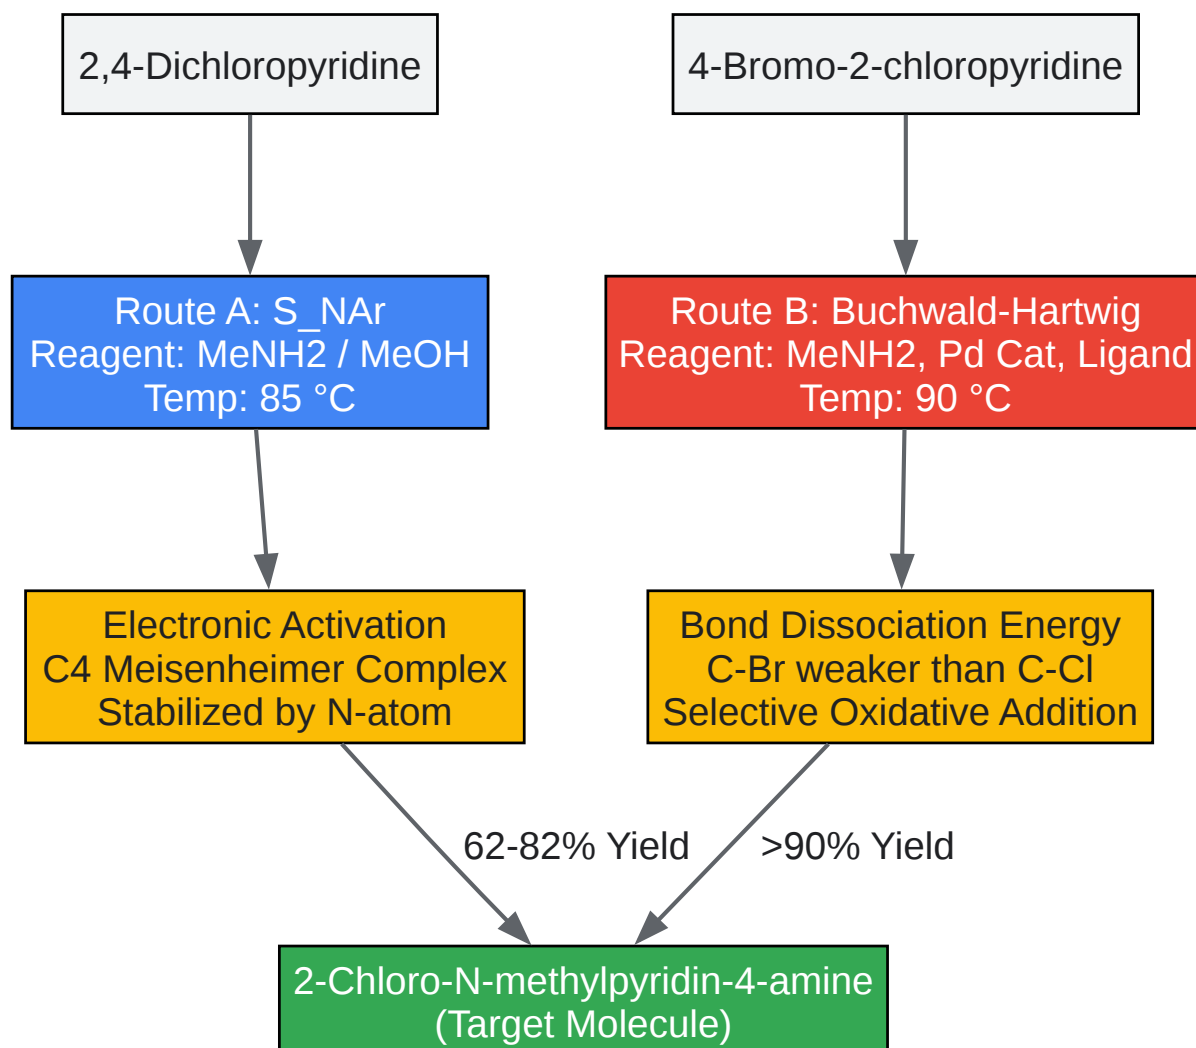 2,4-Dichloropyridine
4-Bromo-2-chloropyridine
Route A: S_NAr
Reagent: MeNH2 / MeOH
Temp: 85 °C
Route B: Buchwald-Hartwig
Reagent: MeNH2, Pd Cat, Ligand
Temp: 90 °C
Electronic Activation
C4 Meisenheimer Complex
Stabilized by N-atom
Bond Dissociation Energy
C-Br weaker than C-Cl
Selective Oxidative Addition
62-82% Yield
>90% Yield
2-Chloro-N-methylpyridin-4-amine
(Target Molecule)